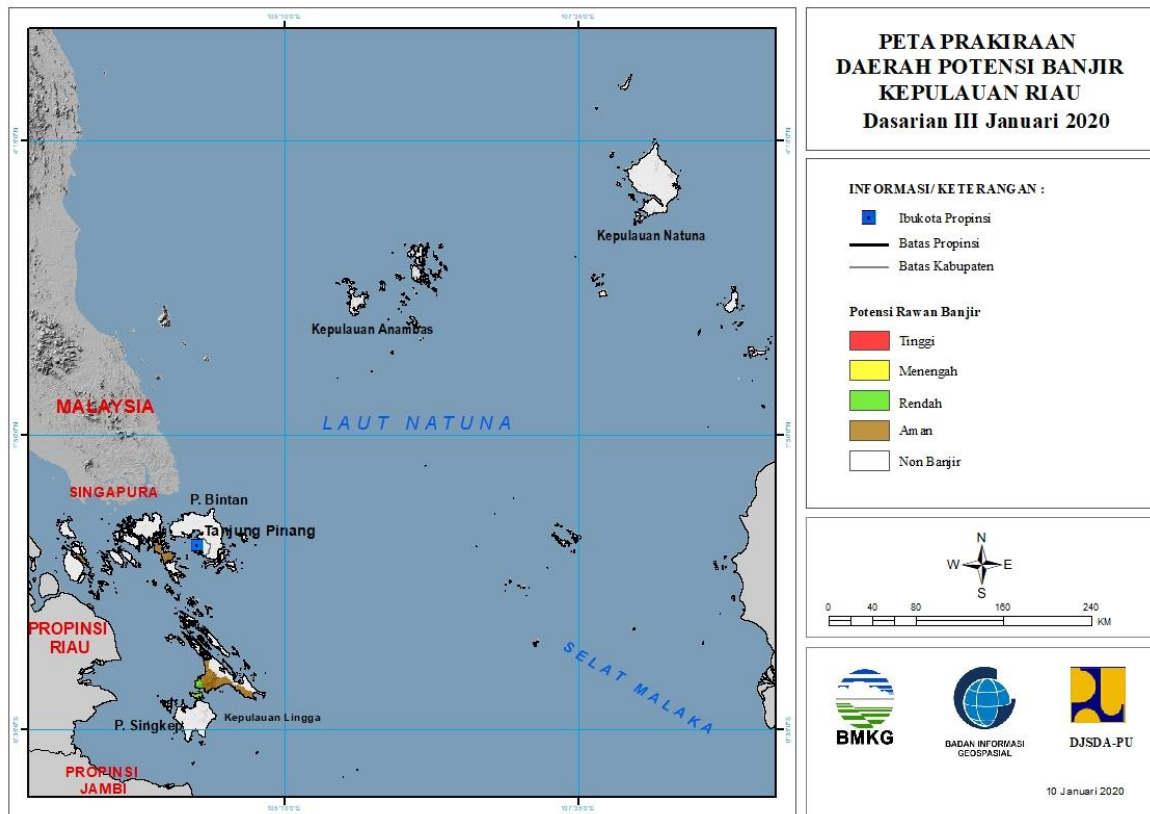 PETA PRAKIRAAN
DAERAH POTENSI BANJIR
KEPULAUAN RIAU
Dasarian III Januari 2020
INFORMASI/ KETERANGAN :
Ibukota Propinsi
Batas Propinsi
Batas Kabupaten
Potensi Rawan Banjir
Tinggi
Menengah
Rendah
Aman
Non Banjir
N
W E
S
0 40 80 160 240
KM
BMKG
BADAN INFORMASI
GEOSPASIAL
DJSDA-PU
10 Januari 2020
Kepulauan Natuna
Kepulauan Anambas
MALAYSIA
LAUT NATUNA
SINGAPURA
P. Bintan
Tanjung Pinang
PROPINSI
RIAU
SELAT MALAKA
Kepulauan Lingga
P. Singkep
PROPINSI
JAMBI